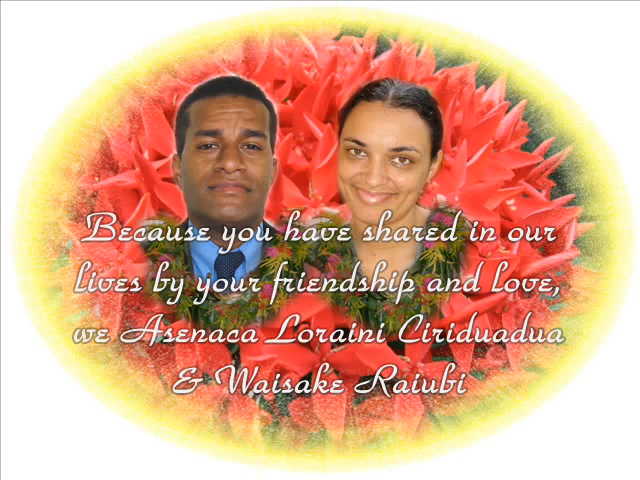 Because you have shared in our
lives by your friendship and love,
we Asenaca Loraini Ciriduadua
& Waisake Raiubi